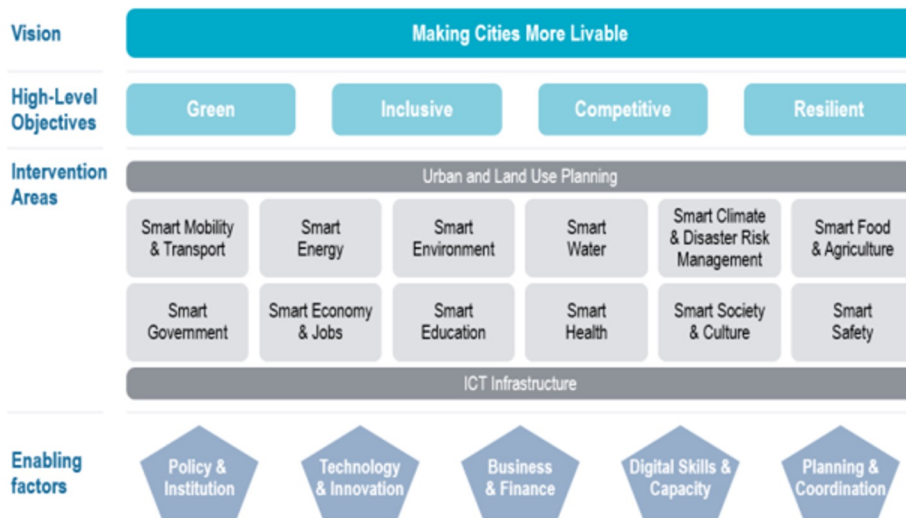 Vision
Making Cities More Livable
High-Level
Objectives
Green
Inclusive
Competitive
Resilient
Intervention
Areas
Urban and Land Use Planning
Smart Mobility
& Transport
Smart
Energy
Smart
Environment
Smart
Water
Smart Climate
& Disaster Risk
Management
Smart Food
& Agriculture
Smart
Government
Smart Economy
& Jobs
Smart
Education
Smart
Health
Smart Society
& Culture
Smart
Safety
ICT Infrastructure
Enabling
factors
Policy &
Institution
Technology
& Innovation
Business
& Finance
Digital Skills &
Capacity
Planning &
Coordination